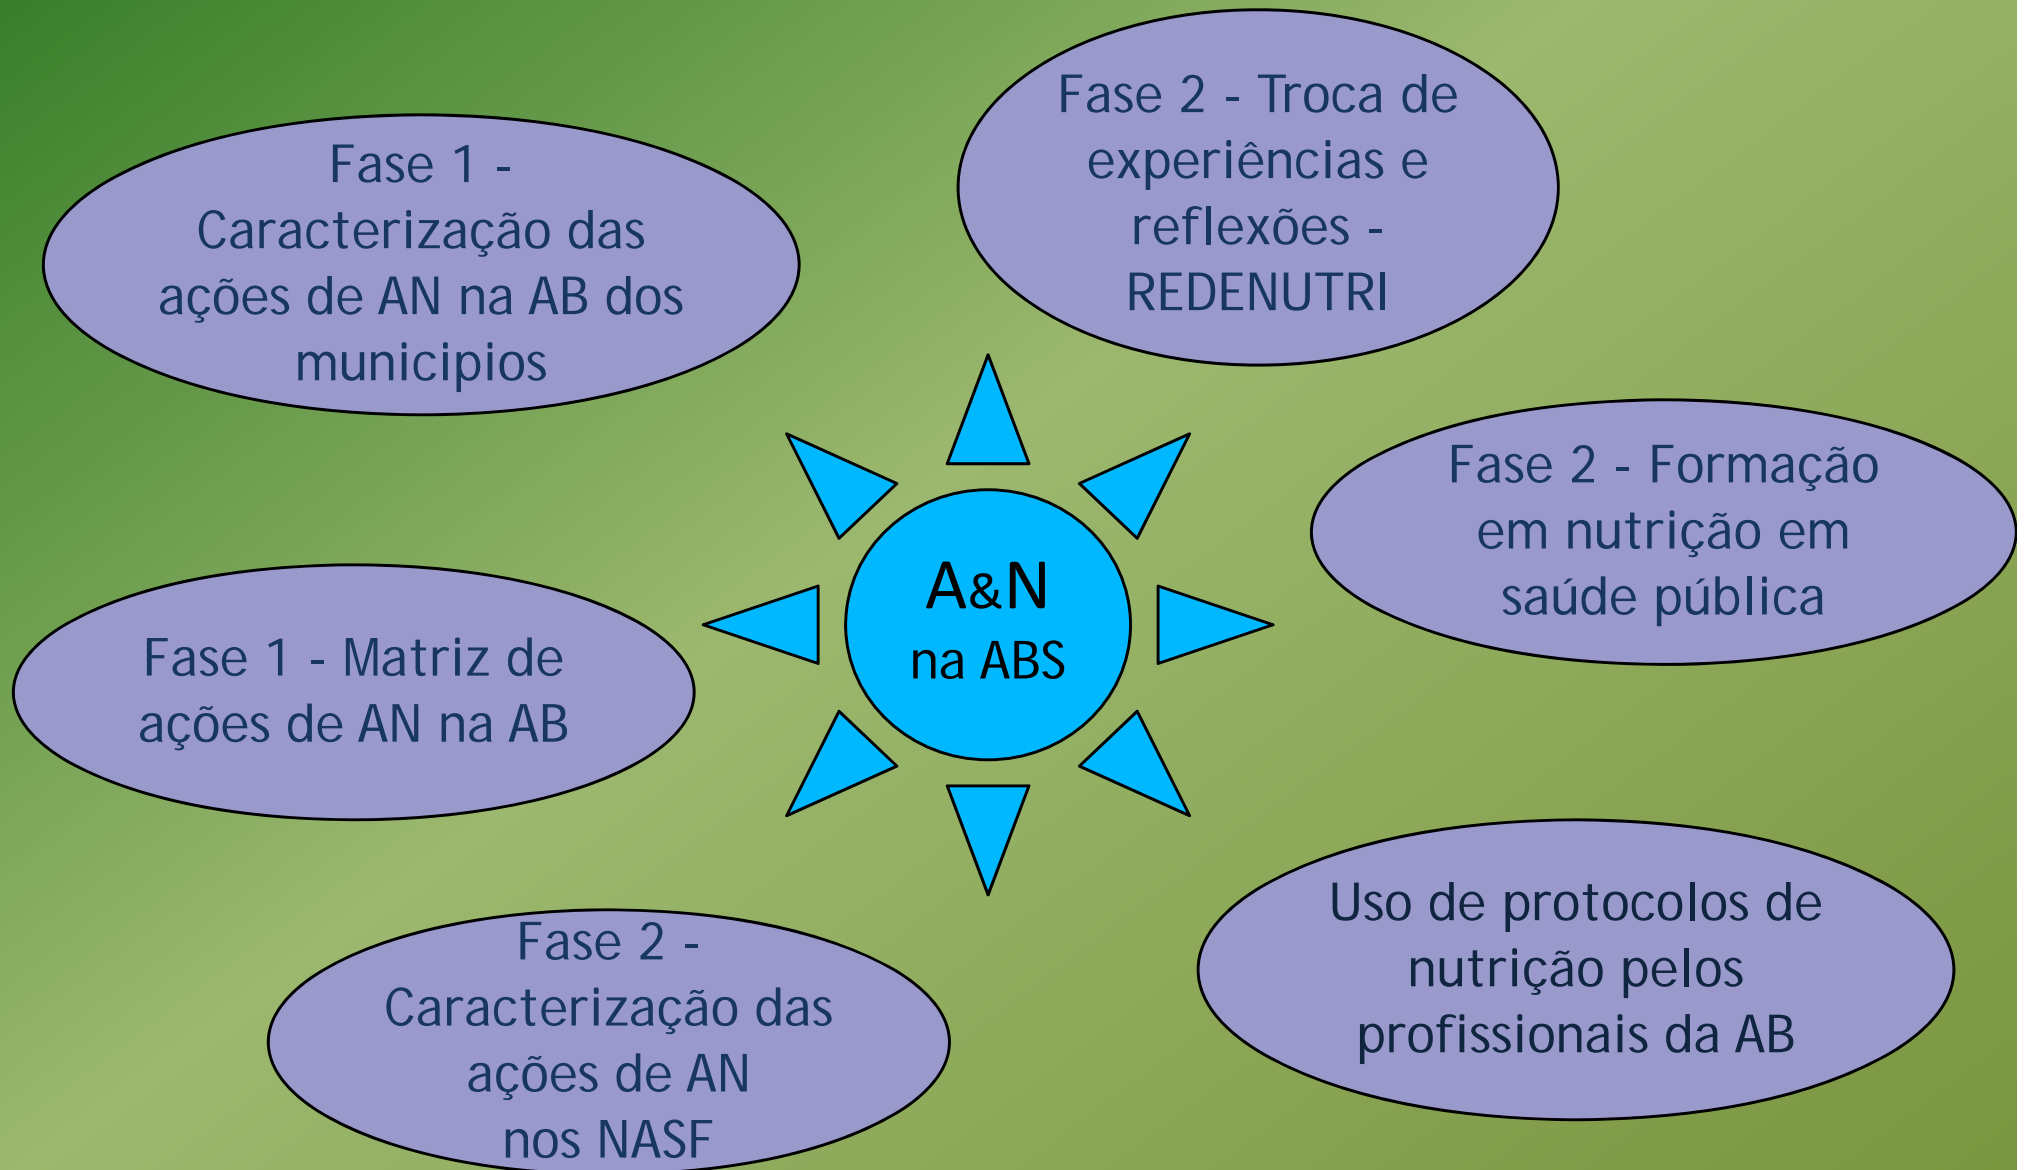 Fase 1 -
Caracterização das
ações de AN na AB dos
municipios
Fase 2 - Troca de
experiências e
reflexões -
REDENUTRI
Fase 2 - Formação
em nutrição em
saúde pública
A&N
na ABS
Fase 1 - Matriz de
ações de AN na AB
Uso de protocolos de
nutrição pelos
profissionais da AB
Fase 2 -
Caracterização das
ações de AN
nos NASF